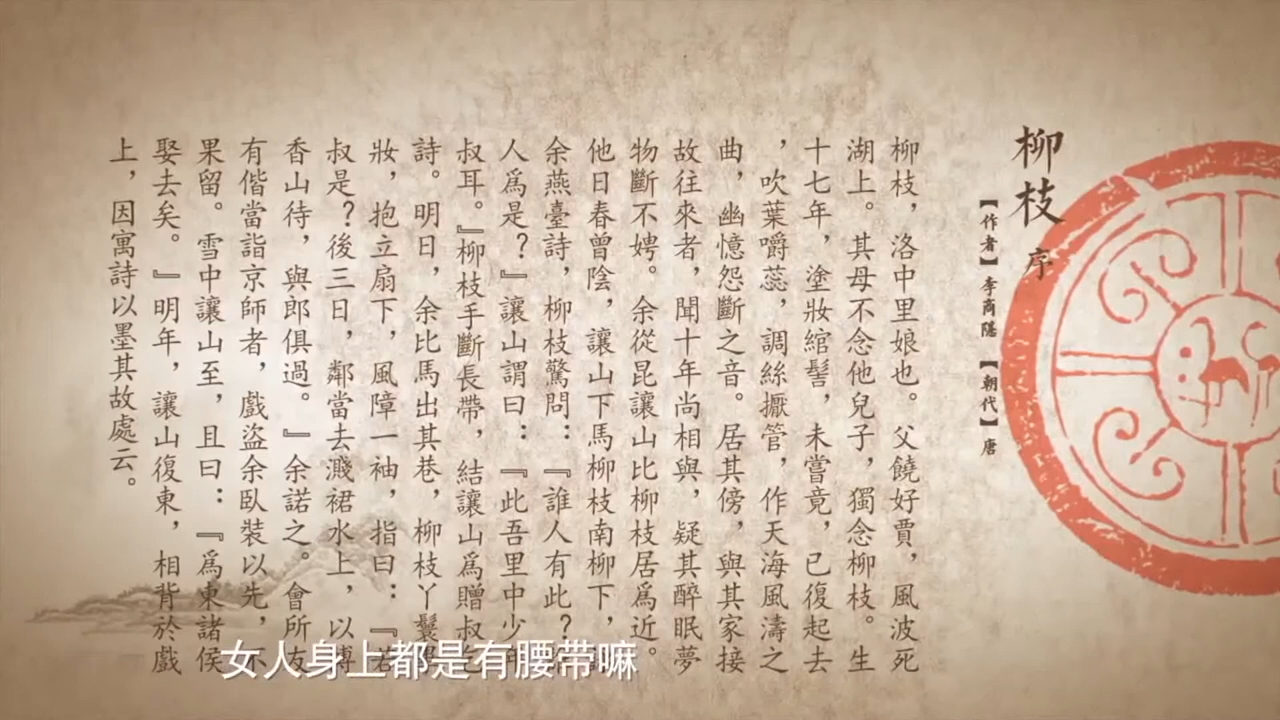 柳枝 序
【作者】李商隱 【朝代】唐
柳枝，洛中里娘也。父饒好賈，風波死
湖上。其母不念他兒子，獨念柳枝。生
十七年，塗妝綰髻，未嘗竟，已復起去
，吹葉嚼蕊，調絲擫管，作天海風濤之
曲，幽憶怨斷之音。居其傍，與其家接
故往來者，聞十年尚相與，疑其醉眠夢
物斷不娉。余從昆讓山比柳枝居爲近。
他日春曾陰，讓山下馬柳枝南柳下，
余燕臺詩，柳枝驚問：『誰人有此？
人爲是？』讓山謂曰：『此吾里中少
叔耳。』柳枝手斷長帶，結讓山爲贈叔
詩。明日，余比馬出其巷，柳枝丫鬟
妝，抱立扇下，風障一袖，指曰：『若
叔是？後三日，鄰當去濺裙水上，以博
香山待，與郎俱過。』余諾之。會所友
有偕當詣京師者，戲盜余臥裝以先，不
果留。雪中讓山至，且曰：『爲東諸侯
娶去矣。』明年，讓山復東，相背於戲
上，因寓詩以墨其故處云。
女人身上都是有腰带嘛